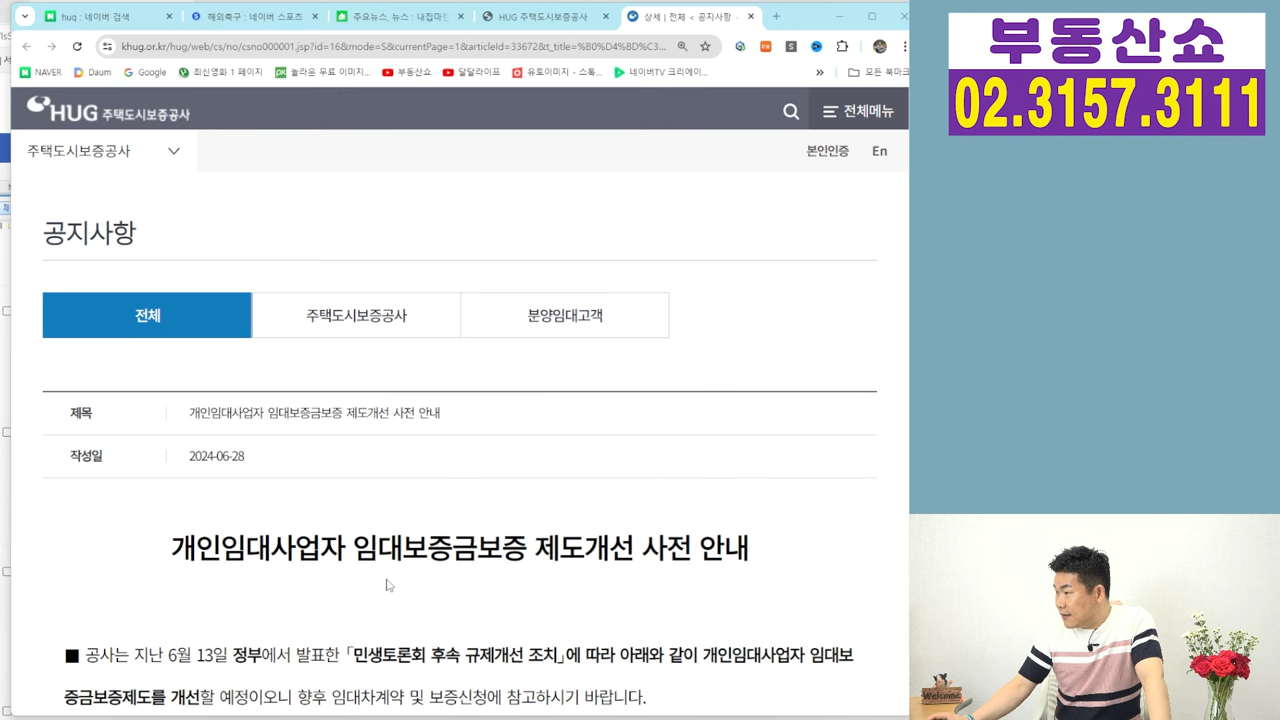 huq : 네이버 검색
해외축구 : 네이버 스포츠
주요뉴스, 뉴스 : 내집마련
HUG 주택도시보증공사
상세 | 전체 < 공지사항
부동산쇼
02.3157.3111
khug.or.kr/hug/web/cs/no/csno000001.jsp?id=16&mode=S&currentPage=1&articleId=33672&t_title=%80%D4%BD%C3...
NAVER
Daum
Google
최신영화 1 페이지
놀라운 무료 이미지...
부동산쇼
달달라이프
유토이미지 - 스톡...
네이버TV 크리에이...
»
모든 북마크
HUG 주택도시보증공사
전체메뉴
주택도시보증공사
본인인증
En
공지사항
전체
주택도시보증공사
분양임대고객
제목
개인임대사업자 임대보증금보증 제도개선 사전 안내
작성일
2024-06-28
개인임대사업자 임대보증금보증 제도개선 사전 안내
■ 공사는 지난 6월 13일 정부에서 발표한 「민생토론회 후속 규제개선 조치」에 따라 아래와 같이 개인임대사업자 임대보
증금보증제도를 개선할 예정이오니 향후 임대차계약 및 보증신청에 참고하시기 바랍니다.
Welcome